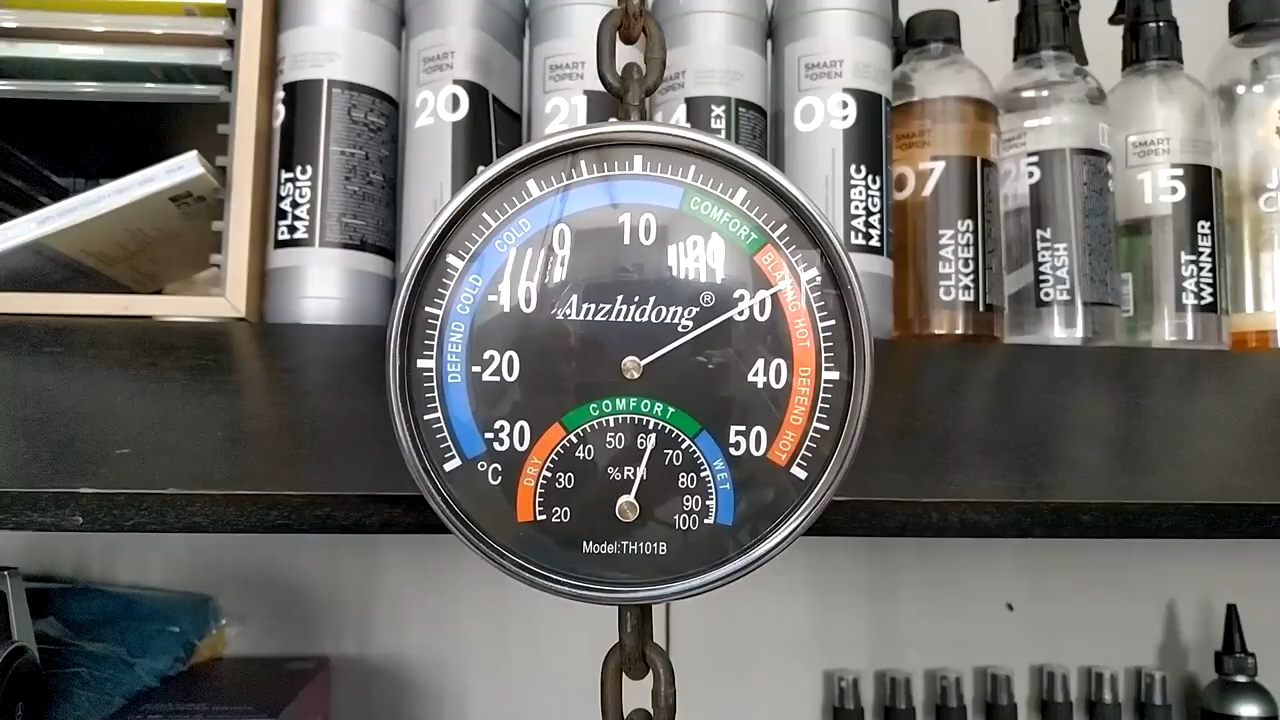 SMART
OPEN
20
SMART
OPEN
21
SMART
SMART
OPEN
09
SMART
07
SMART
OPEN
25
SMART
OPEN
15
PLAST
MAGIC
FARBIC
MAGIC
CLEAN
EXCESS
QUARTZ
FLASH
FAST
WINNER
DEFEND COLD
COLD
COMFORT
BLAZING HOT
DEFEND HOT
0
10
-10
30
-20
40
-30
50
°C
Anzhidong®
COMFORT
DRY
WET
50
60
40
70
%RH
30
80
90
20
100
Model:TH101B